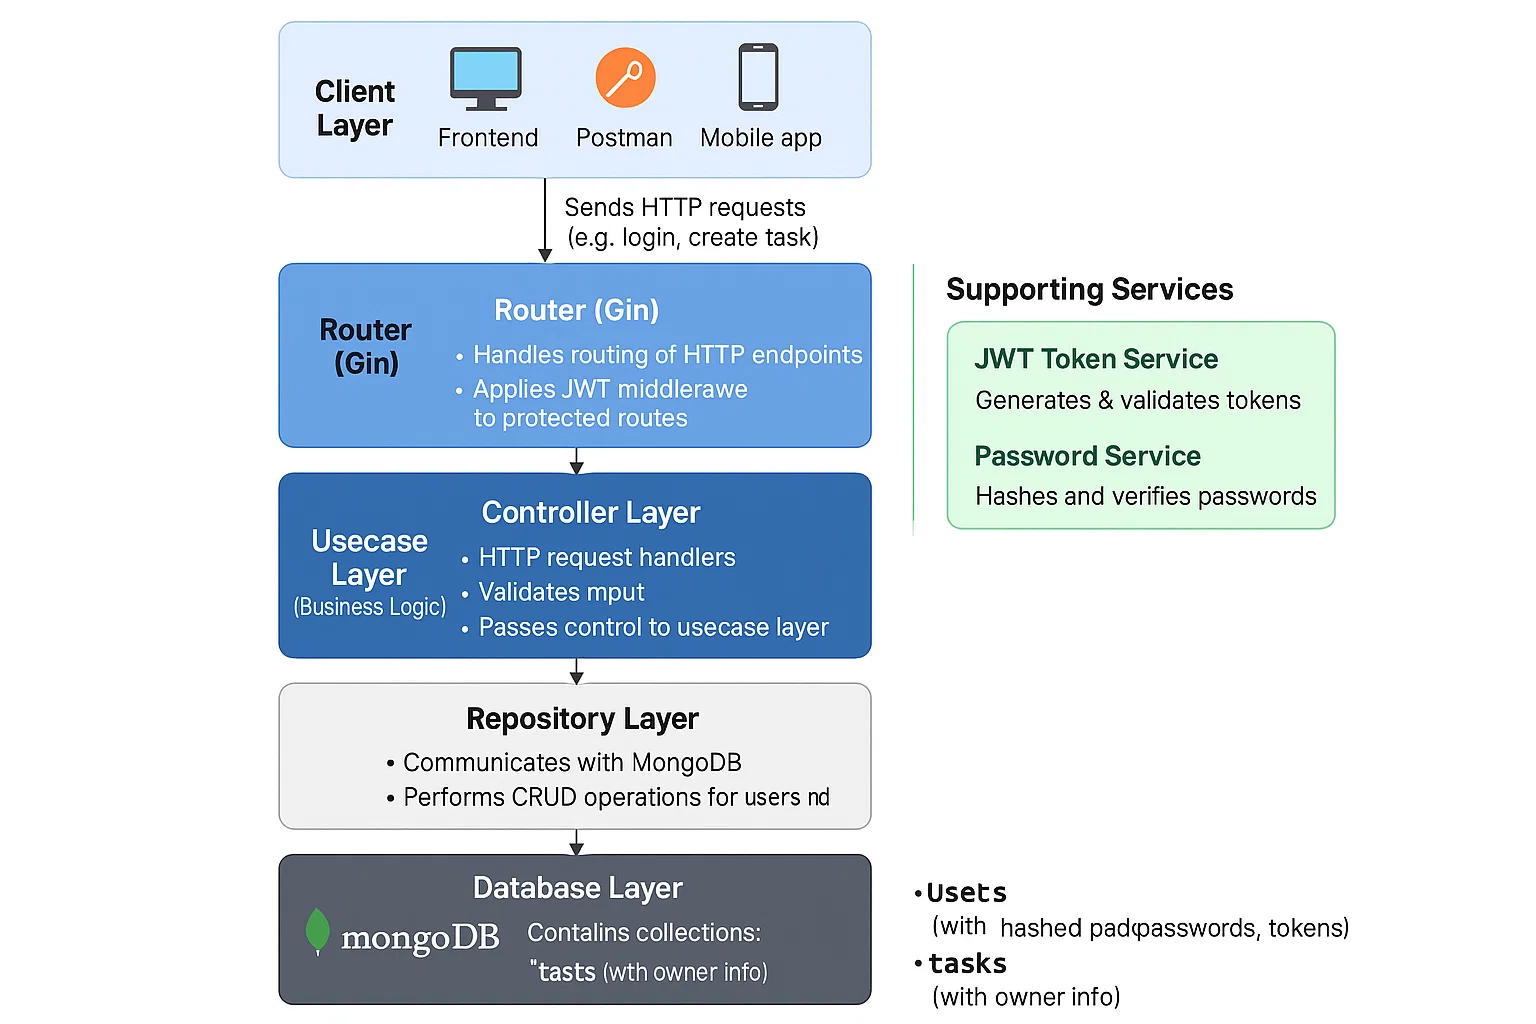 Client
Layer
Frontend
Postman
Mobile app
Sends HTTP requests
(e.g. login, create task)
Router
(Gin)
Router (Gin)
• Handles routing of HTTP endpoints
• Applies JWT middlerawe
to protected routes
Supporting Services
JWT Token Service
Generates & validates tokens
Password Service
Hashes and verifies passwords
Usecase
Layer
(Business Logic)
Controller Layer
• HTTP request handlers
• Validates mput
• Passes control to usecase layer
Repository Layer
• Communicates with MongoDB
• Performs CRUD operations for users nd
Database Layer
mongoDB
Contalins collections:
"tasts (wth owner info)
• Usets
(with hashed padpasswords, tokens)
• tasks
(with owner info)